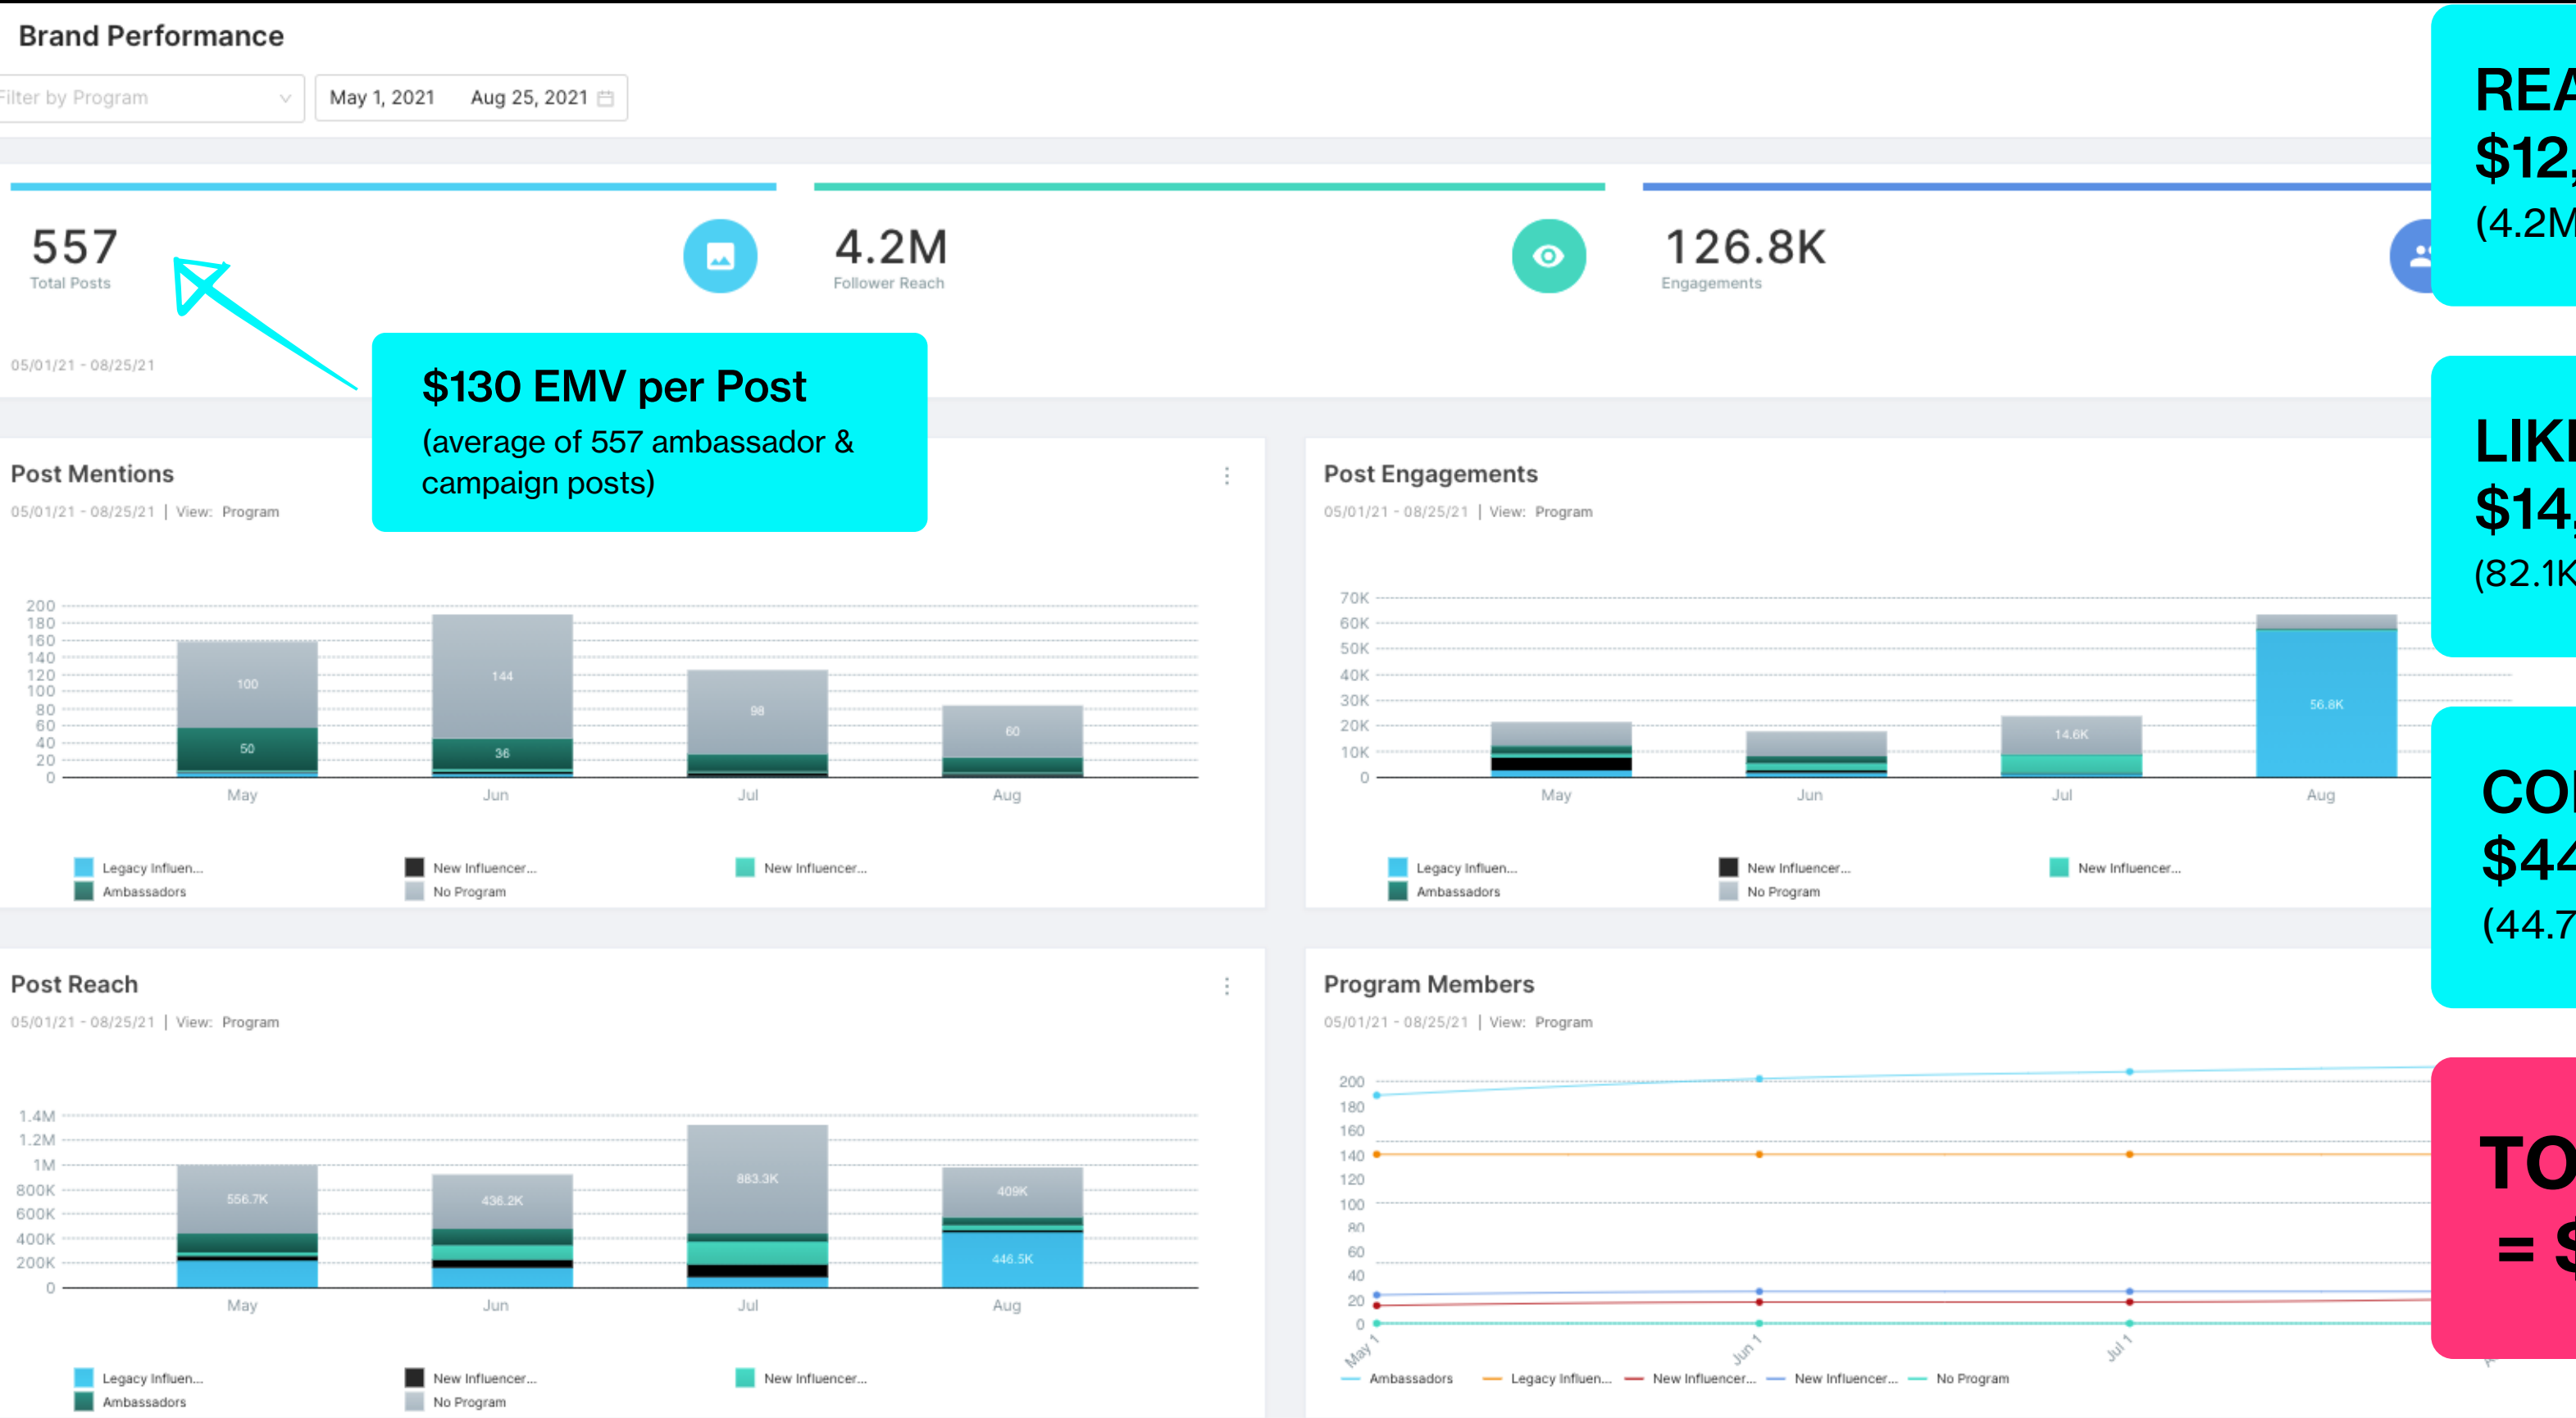 Brand Performance
Filter by Program
May 1, 2021 Aug 25, 2021
557
Total Posts
4.2M
Follower Reach
126.8K
Engagements
05/01/21 - 08/25/21
$130 EMV per Post
(average of 557 ambassador &
campaign posts)
REA
$12,
(4.2M
LIK
$14,
(82.1K
CO
$44
(44.7
TO
= $
Post Mentions
05/01/21 - 08/25/21 | View: Program
200
180
160
140
120
100
80
60
40
20
0
100
50
144
36
98
60
May
Jun
Jul
Aug
Legacy Influen...
New Influencer...
New Influencer...
Ambassadors
No Program
Post Engagements
05/01/21 - 08/25/21 | View: Program
70K
60K
50K
40K
30K
20K
10K
0
14.6K
56.8K
May
Jun
Jul
Aug
Legacy Influen...
New Influencer...
New Influencer...
Ambassadors
No Program
Post Reach
05/01/21 - 08/25/21 | View: Program
1.4M
1.2M
1M
800K
600K
400K
200K
0
556.7K
436.2K
883.3K
409K
446.5K
May
Jun
Jul
Aug
Legacy Influen...
New Influencer...
New Influencer...
Ambassadors
No Program
Program Members
05/01/21 - 08/25/21 | View: Program
200
180
160
140
120
100
80
60
40
20
0
May 1
Jun 1
Jul 1
Ambassadors
Legacy Influen...
New Influencer...
New Influencer...
No Program